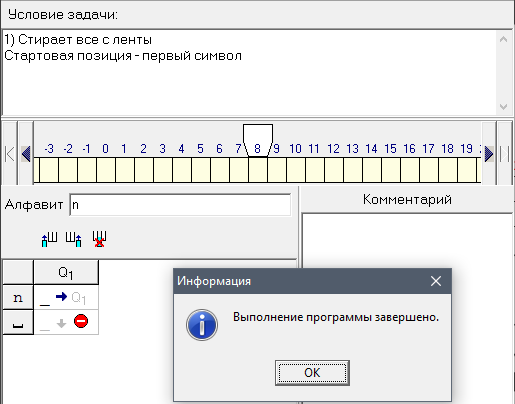 Условие задачи:
1) Стирает все с ленты
Стартовая позиция - первый символ
-3 -2 -1 0 1 2 3 4 5 6 7 8 9 10 11 12 13 14 15 16 17 18 19
Алфавит n
Комментарий
Q1
n _ Q1
_
Информация
Выполнение программы завершено.
OK